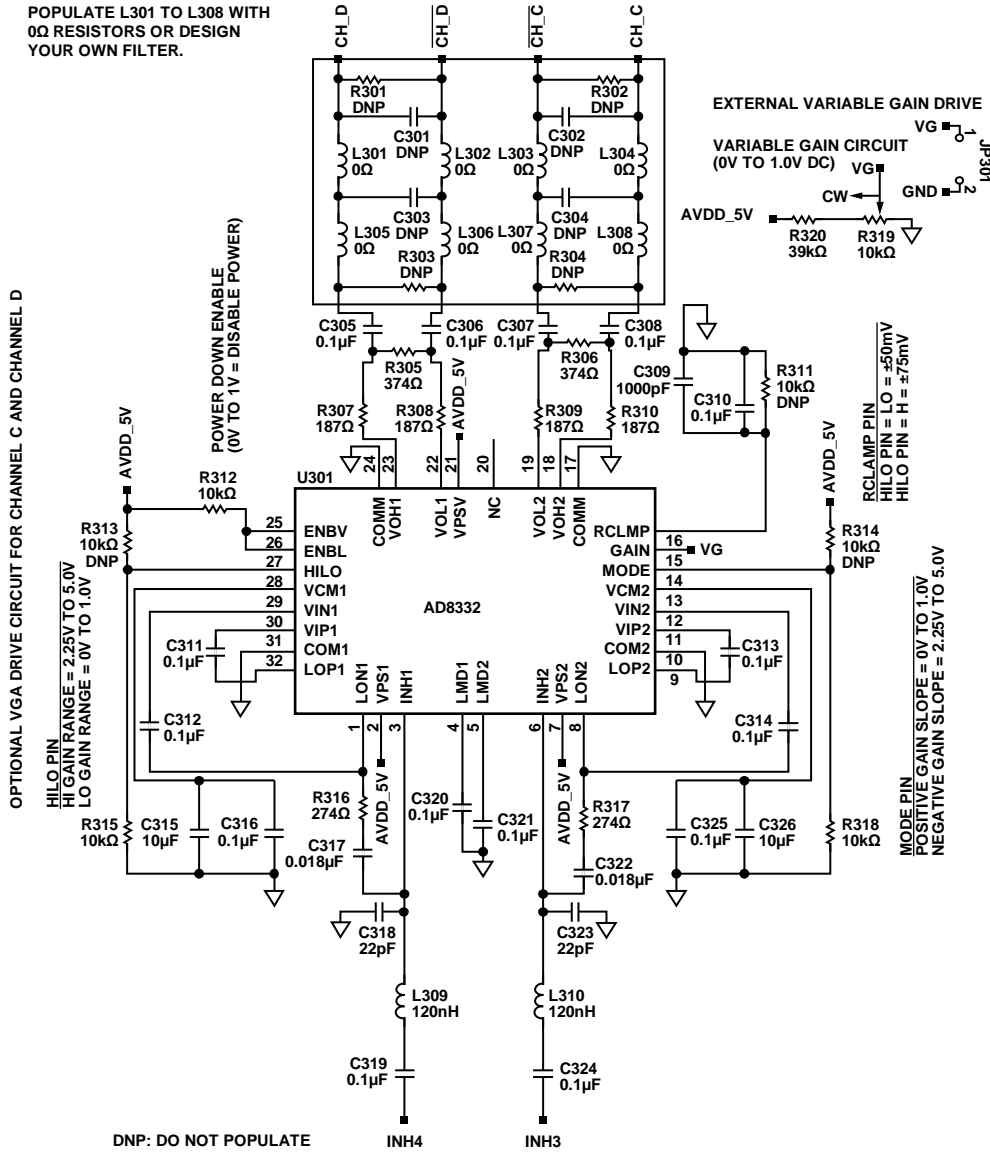 POPULATE L301 TO L308 WITH
0Ω RESISTORS OR DESIGN
YOUR OWN FILTER.
CH_D
CH_D
CH_C
CH_C
R301
DNP
R302
DNP
C301
DNP
C302
DNP
L301
0Ω
L302
0Ω
L303
0Ω
L304
0Ω
C303
DNP
C304
DNP
L305
0Ω
L306
0Ω
L307
0Ω
L308
0Ω
R303
DNP
R304
DNP
EXTERNAL VARIABLE GAIN DRIVE
VG
1
JP301
GND
2
VARIABLE GAIN CIRCUIT
(0V TO 1.0V DC)
VG
CW
AVDD_5V
R320
39kΩ
R319
10kΩ
C305
0.1µF
C306
0.1µF
C307
0.1µF
C308
0.1µF
R305
374Ω
R306
374Ω
AVDD_5V
R307
187Ω
R308
187Ω
R309
187Ω
R310
187Ω
C309
1000pF
C310
0.1µF
R311
10kΩ
DNP
RCLAMP PIN
HILO PIN = LO = ±50mV
HILO PIN = H = ±75mV
AVDD_5V
R314
10kΩ
DNP
OPTIONAL VGA DRIVE CIRCUIT FOR CHANNEL C AND CHANNEL D
POWER DOWN ENABLE
(0V TO 1V = DISABLE POWER)
AVDD_5V
R312
10kΩ
R313
10kΩ
DNP
HILO PIN
HI GAIN RANGE = 2.25V TO 5.0V
LO GAIN RANGE = 0V TO 1.0V
U301
24
23
22
21
20
19
18
17
COMM
VOH1
VOL1
VPSV
NC
VOL2
VOH2
COMM
25
ENBV
26
ENBL
27
HILO
28
VCM1
29
VIN1
30
VIP1
31
COM1
32
LOP1
AD8332
RCLMP
16
GAIN
VG
15
MODE
14
VCM2
13
VIN2
12
VIP2
11
COM2
10
LOP2
9
LON1
VPS1
INH1
LMD1
LMD2
INH2
VPS2
LON2
1
2
3
4
5
6
7
8
C311
0.1µF
C312
0.1µF
C313
0.1µF
C314
0.1µF
R315
10kΩ
C315
10µF
C316
0.1µF
R316
274Ω
C317
0.018µF
AVDD_5V
C320
0.1µF
C321
0.1µF
AVDD_5V
R317
274Ω
C322
0.018µF
C325
0.1µF
C326
10µF
R318
10kΩ
MODE PIN
POSITIVE GAIN SLOPE = 0V TO 1.0V
NEGATIVE GAIN SLOPE = 2.25V TO 5.0V
C318
22pF
C323
22pF
L309
120nH
L310
120nH
C319
0.1µF
C324
0.1µF
DNP: DO NOT POPULATE
INH4
INH3